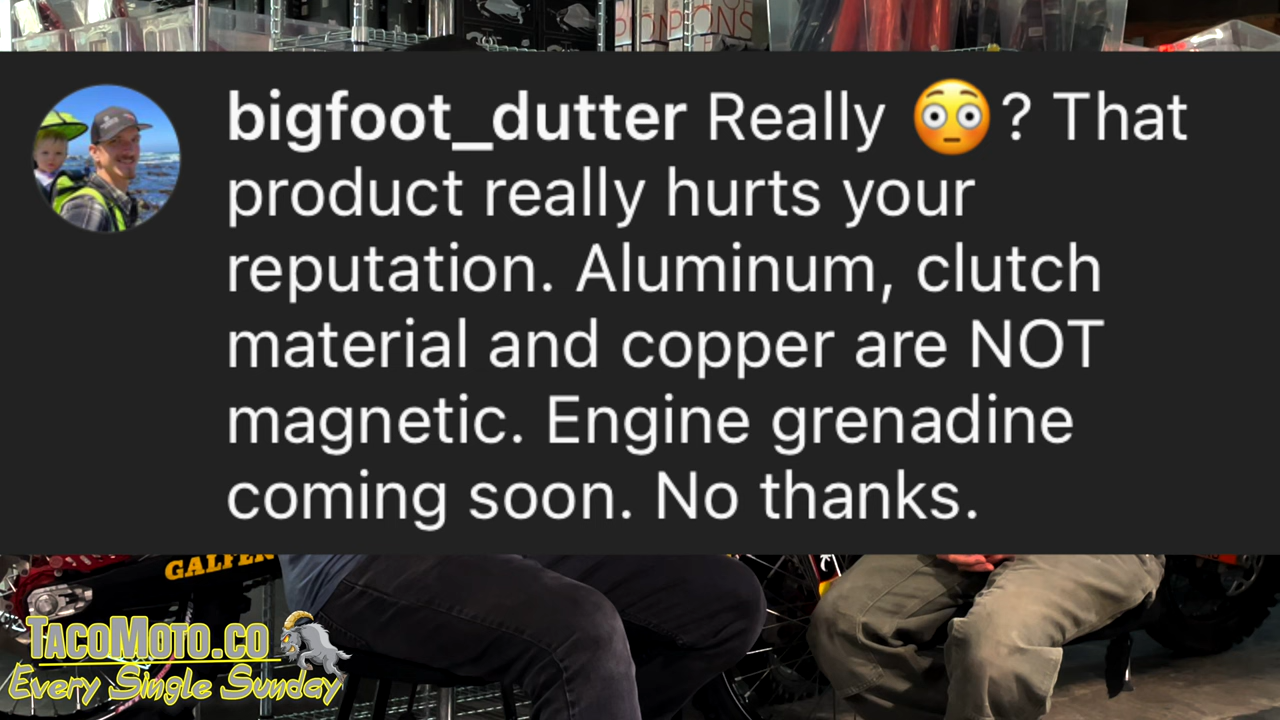 bigfoot_dutter Really 😳? That
product really hurts your
reputation. Aluminum, clutch
material and copper are NOT
magnetic. Engine grenadine
coming soon. No thanks.
GALFE
TACOMOTO.CO
Every Single Sunday